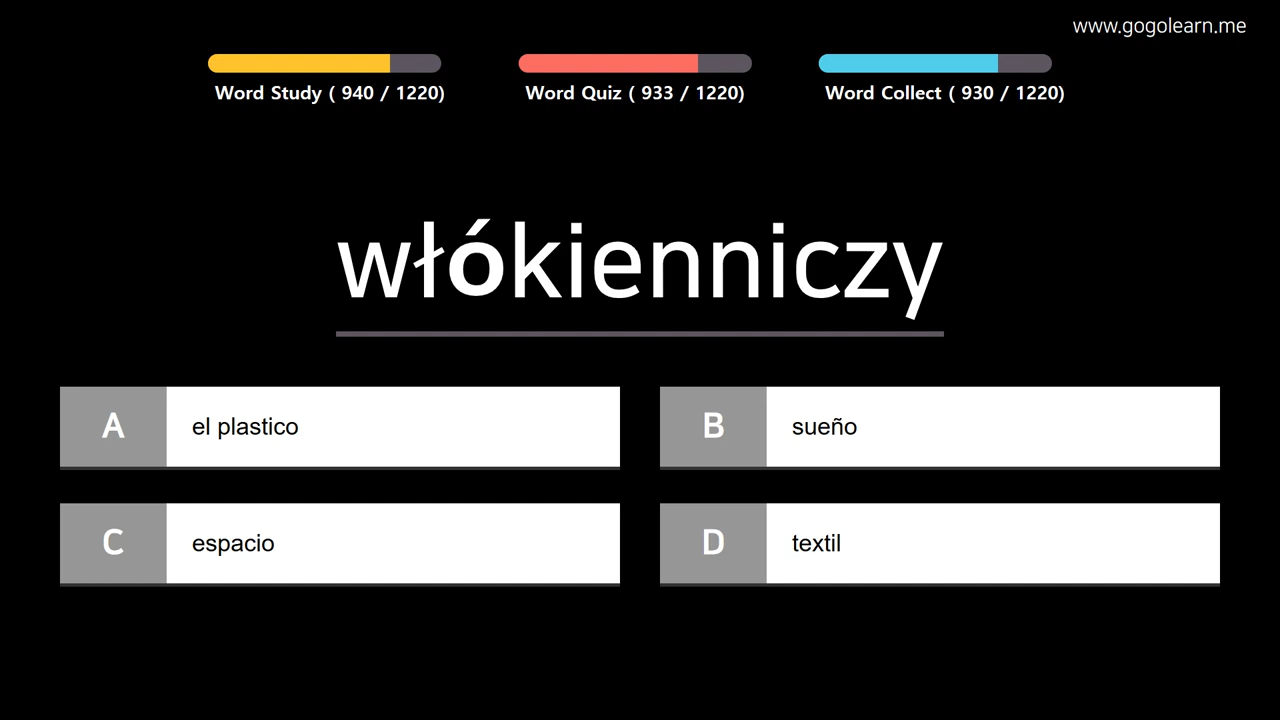 www.gogolearn.me
Word Study ( 940 / 1220)
Word Quiz ( 933 / 1220)
Word Collect ( 930 / 1220)
włókienniczy
A
el plastico
B
sueño
C
espacio
D
textil